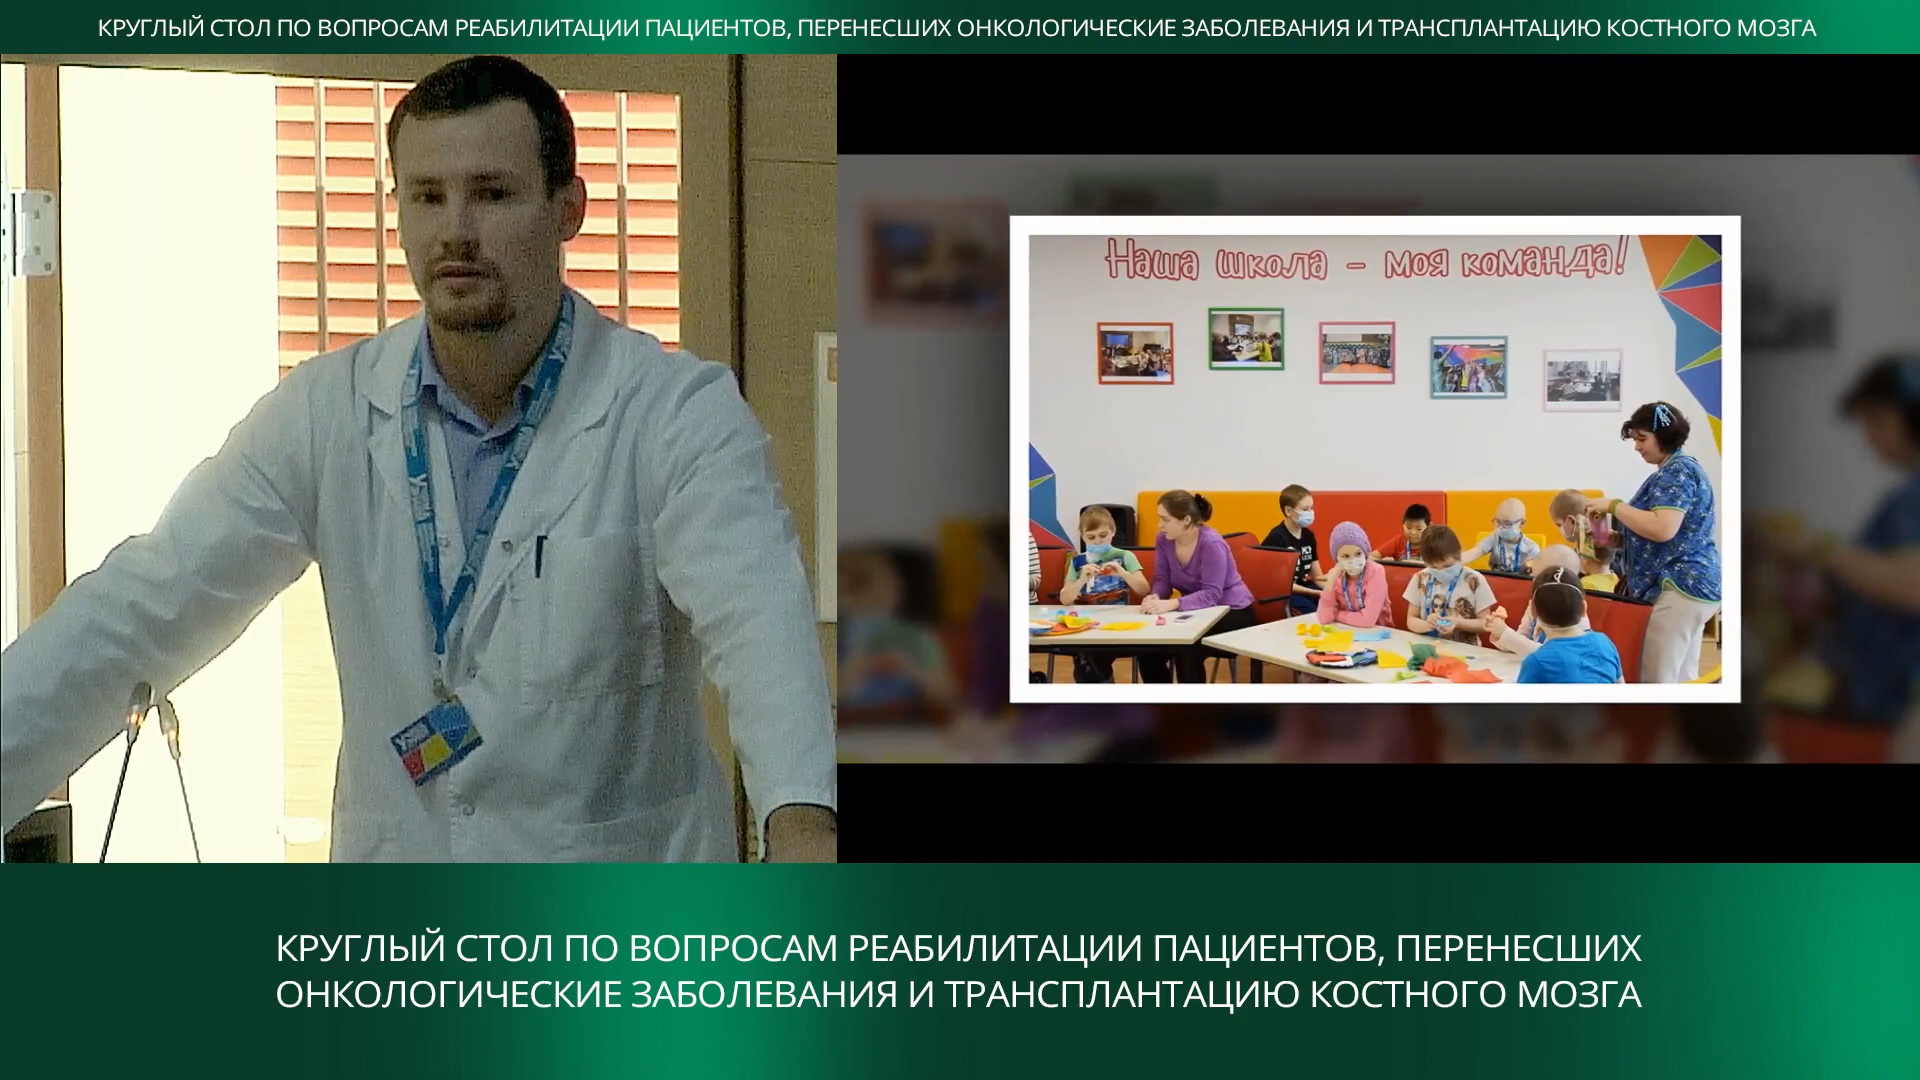 КРУГЛЫЙ СТОЛ ПО ВОПРОСАМ РЕАБИЛИТАЦИИ ПАЦИЕНТОВ, ПЕРЕНЕСШИХ ОНКОЛОГИЧЕСКИЕ ЗАБОЛЕВАНИЯ И ТРАНСПЛАНТАЦИЮ КОСТНОГО МОЗГА
Наша школа – моя команда!
КРУГЛЫЙ СТОЛ ПО ВОПРОСАМ РЕАБИЛИТАЦИИ ПАЦИЕНТОВ, ПЕРЕНЕСШИХ
ОНКОЛОГИЧЕСКИЕ ЗАБОЛЕВАНИЯ И ТРАНСПЛАНТАЦИЮ КОСТНОГО МОЗГА